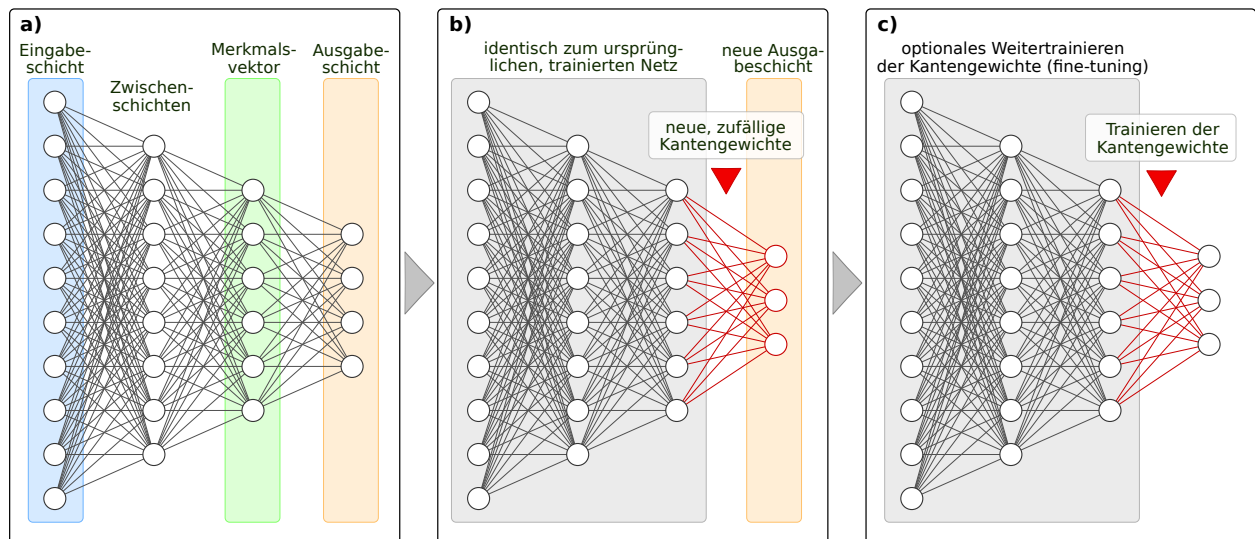 a)
Eingabe-
schicht
Zwischen-
schichten
Merkmals-
vektor
Ausgabe-
schicht
b)
identisch zum ursprüng-
lichen, trainierten Netz
neue Ausga-
beschicht
neue, zufällige
Kantengewichte
c)
optionales Weitertrainieren
der Kantengewichte (fine-tuning)
Trainieren der
Kantengewichte